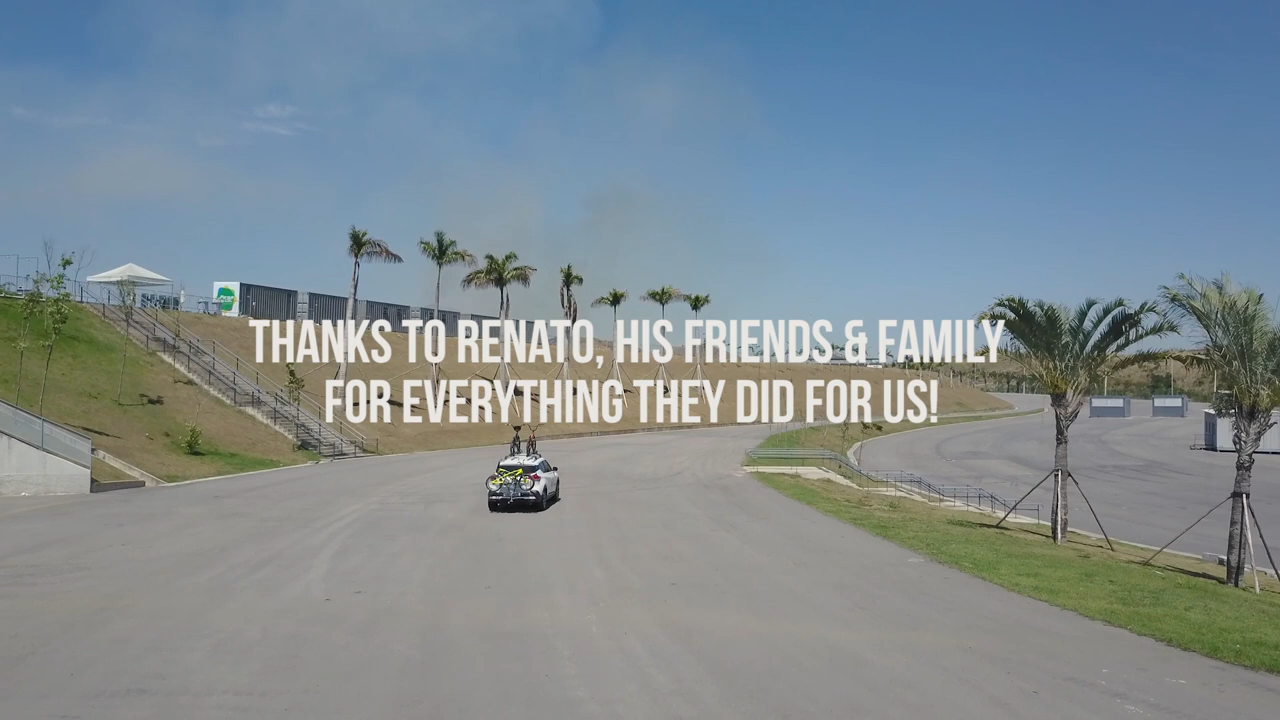 THANKS TO RENATO, HIS FRIENDS & FAMILY
FOR EVERYTHING THEY DID FOR US!